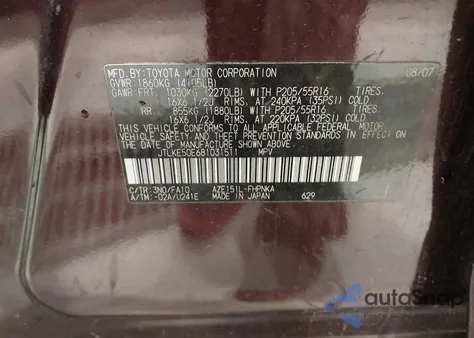 MFD.BY: TOYOTA MOTOR CORPORATION 08/07
GVWR 1860KG (4105LB)
GAWR: FRT 1030KG (2270LB) WITH P205/55R16 TIRES.
16X6 1/2J RIMS, AT 240KPA (35PSI) COLD
RR 855KG (1880LB) WITH P205/55R16 TIRES.
16X6 1/2J RIMS, AT 220KPA (32PSI) COLD
THIS VEHICLE CONFORMS TO ALL APPLICABLE FEDERAL MOTOR
VEHICLE SAFETY AND THEFT PREVENTION STANDARDS IN EFFECT ON
THE DATE OF MANUFACTURE SHOWN ABOVE.
JTLKE50E681031511 MPV
C/TR: 3N0/FA10 AZE151L-FHPNKA
A/TM: -02A/U241E MADE IN JAPAN 629
autoSnap